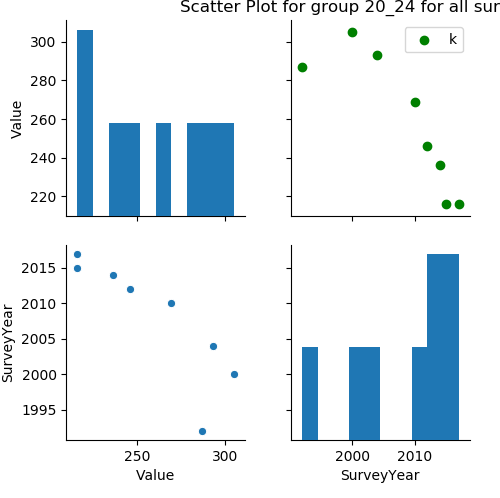 Scatter Plot for group 20_24 for all sur
300
280
260
240
220
Value
k
2015
2010
2005
2000
1995
SurveyYear
250 300
Value
2000 2010
SurveyYear